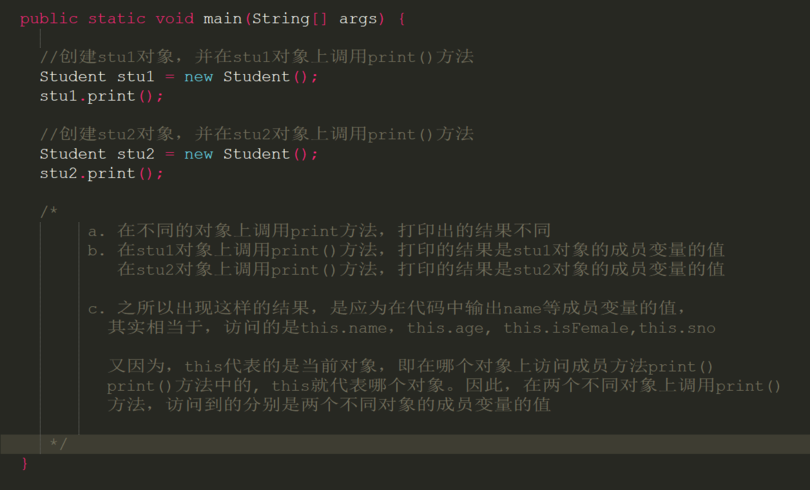 public static void main(String[] args) {
//创建stu1对象，并在stu1对象上调用print()方法
Student stu1 = new Student();
stu1.print();
//创建stu2对象，并在stu2对象上调用print()方法
Student stu2 = new Student();
stu2.print();
/*
a. 在不同的对象上调用print方法，打印出的结果不同
b. 在stu1对象上调用print()方法，打印的结果是stu1对象的成员变量的值
在stu2对象上调用print()方法，打印的结果是stu2对象的成员变量的值
c. 之所以出现这样的结果，是应为在代码中输出name等成员变量的值，
其实相当于，访问的是this.name，this.age, this.isFemale,this.sno
又因为，this代表的是当前对象，即在哪个对象上访问成员方法print()
print()方法中的，this就代表哪个对象。因此，在两个不同对象上调用print()
方法，访问到的分别是两个不同对象的成员变量的值
*/
}